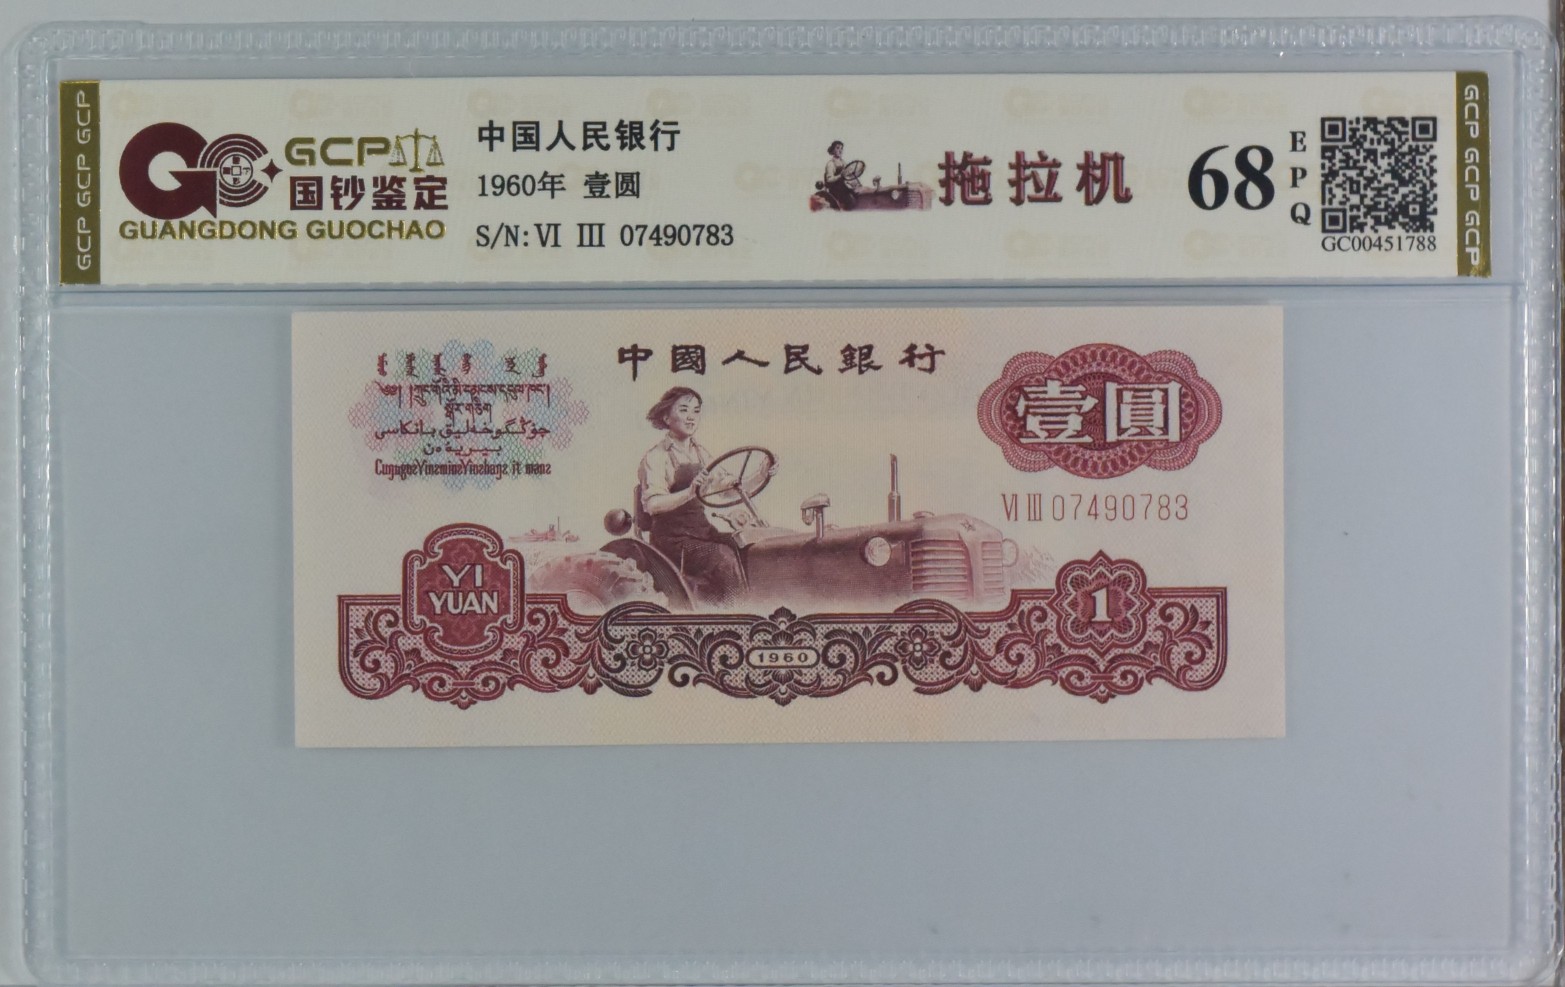 GCP GCP GCP
GCP
国钞鉴定
GUANGDONG GUOCHAO
中国人民银行
1960年 壹圆
S/N: VI III 07490783
拖拉机
68
EPQ
GC00451788
GCP GCP GCP
中國人民銀行
壹圓
VI III 07490783
YI
YUAN
1960
1